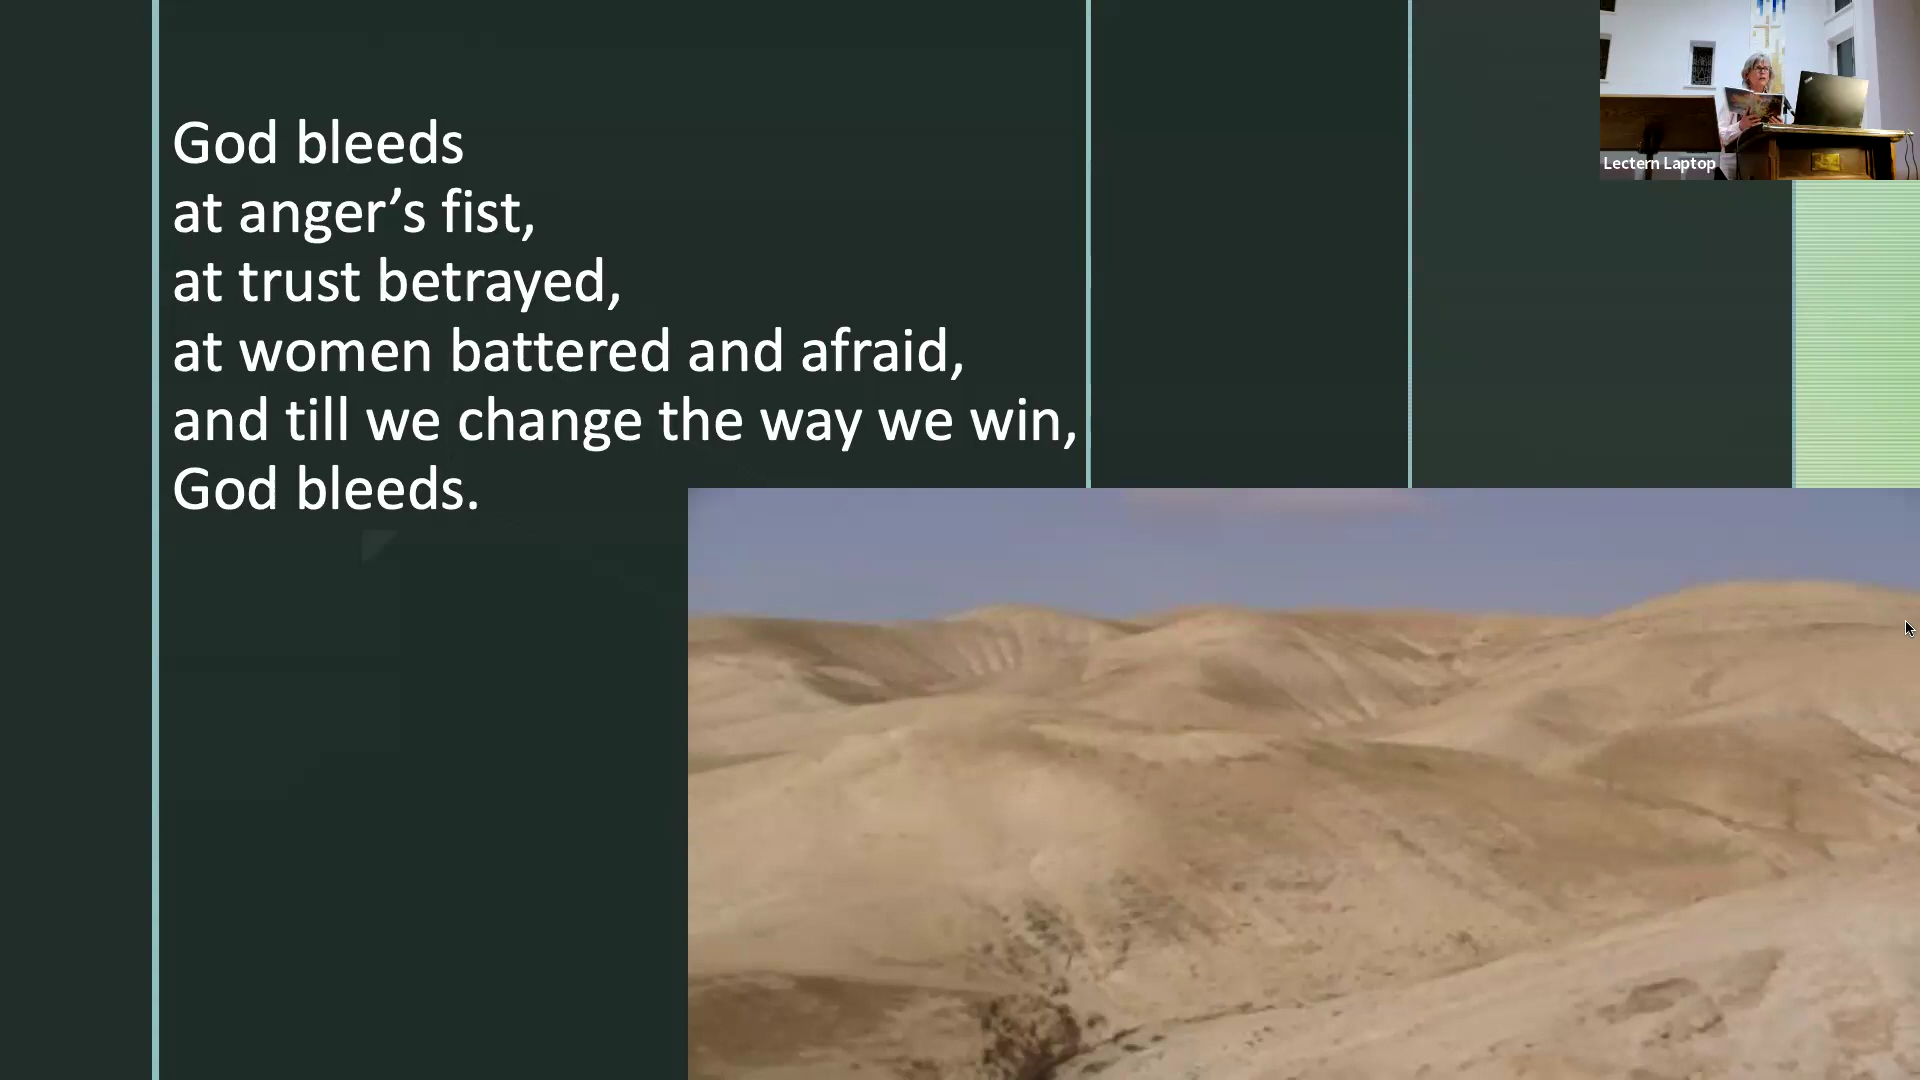 God bleeds
at anger’s fist,
at trust betrayed,
at women battered and afraid,
and till we change the way we win,
God bleeds.
Lectern Laptop